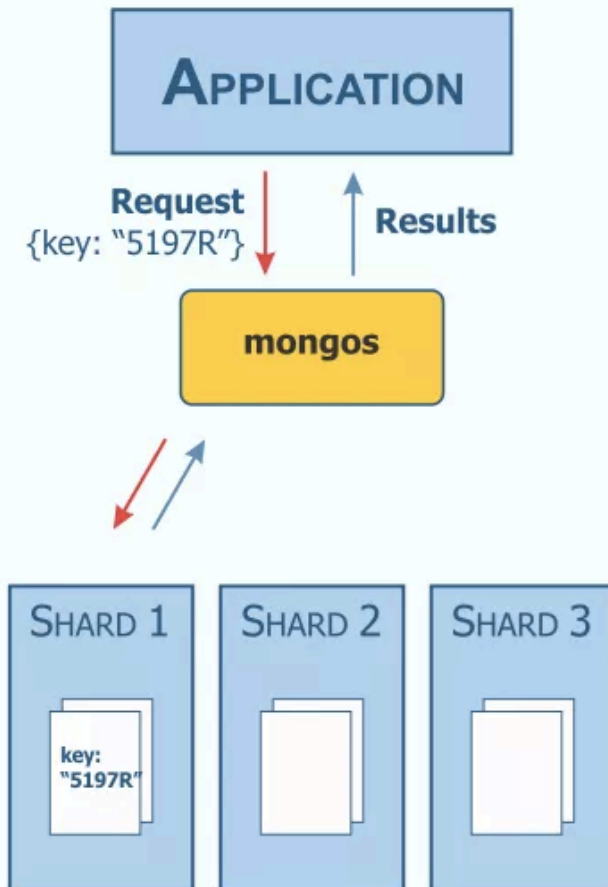 APPLICATION
Request
{key: “5197R”}
Results
mongos
SHARD 1
SHARD 2
SHARD 3
key:
“5197R”